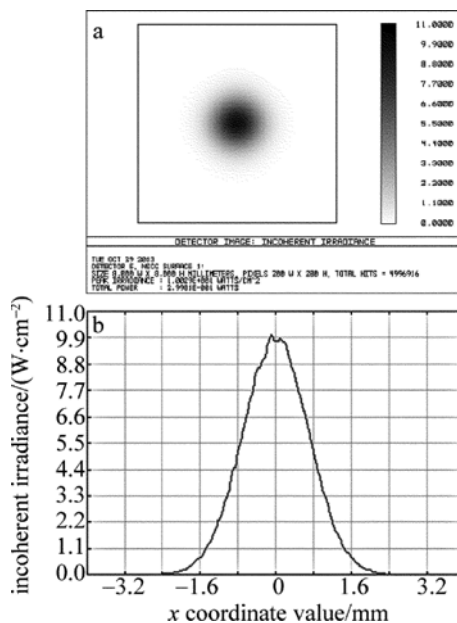 a
11.0000
9.9000
8.8000
7.7000
6.6000
5.5000
4.4000
3.3000
2.2000
1.1000
0.0000
DETECTOR IMAGE: INCOHERENT IRRADIANCE
TUE OCT 29 2013
DETECTOR 6, NSCG SURFACE 1:
SIZE 8.000 W X 8.000 H MILLIMETERS, PIXELS 200 W X 200 H, TOTAL HITS = 4996916
PEAK IRRADIANCE : 1.0029E+001 WATTS/CM^2
TOTAL POWER : 2.9981E-001 WATTS
b
11.0
9.9
8.8
7.7
6.6
5.5
4.4
3.3
2.2
1.1
0.0
incoherent irradiance/(W·cm⁻²)
−3.2 −1.6 0 1.6 3.2
x coordinate value/mm